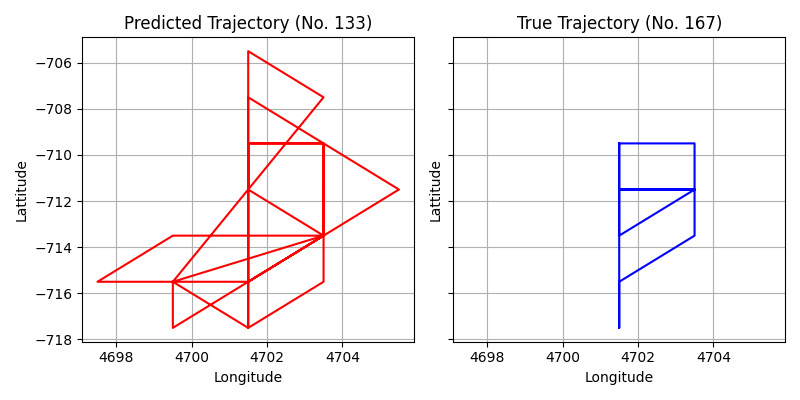 Predicted Trajectory (No. 133)
Lattitude
−706
−708
−710
−712
−714
−716
−718
4698
4700
4702
4704
Longitude
True Trajectory (No. 167)
Lattitude
4698
4700
4702
4704
Longitude